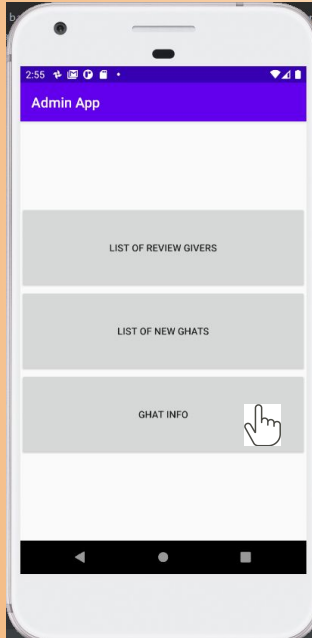 2:55
Admin App
LIST OF REVIEW GIVERS
LIST OF NEW GHATS
GHAT INFO